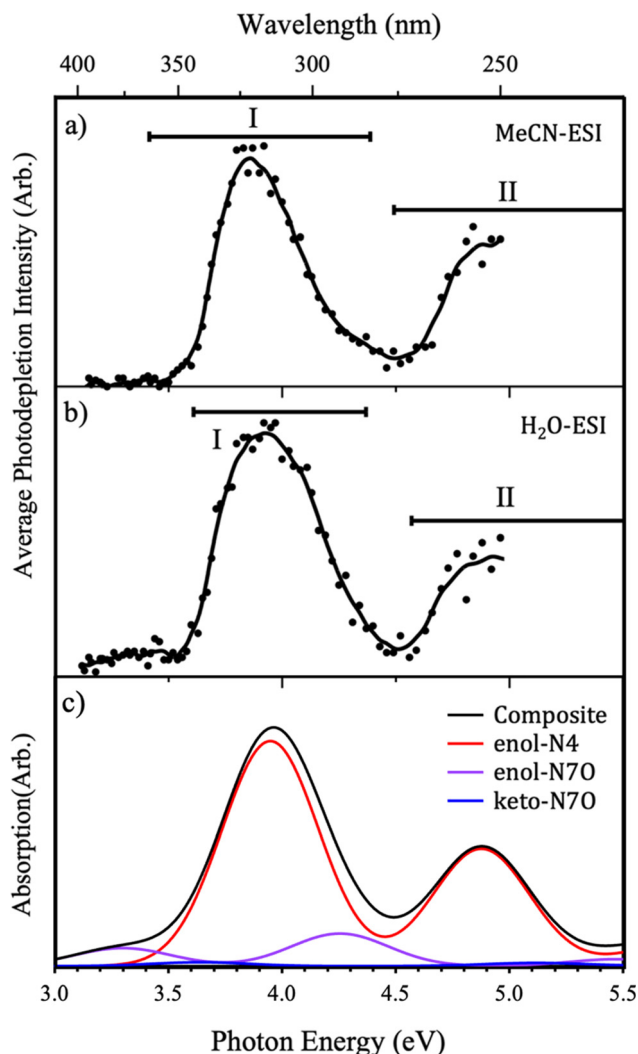 Wavelength (nm)
400 350 300 250
a) I MeCN-ESI
II
Average Photodepletion Intensity (Arb.)
b) I H₂O-ESI
II
c)
Composite
enol-N4
enol-N7O
keto-N7O
Absorption(Arb.)
3.0 3.5 4.0 4.5 5.0 5.5
Photon Energy (eV)